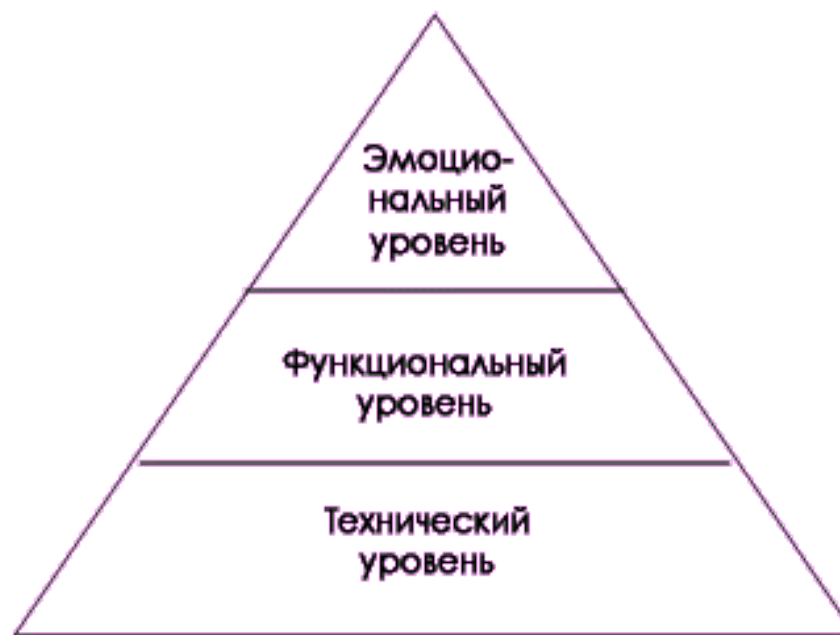 Эмоцио-
нальный
уровень
Функциональный
уровень
Технический
уровень